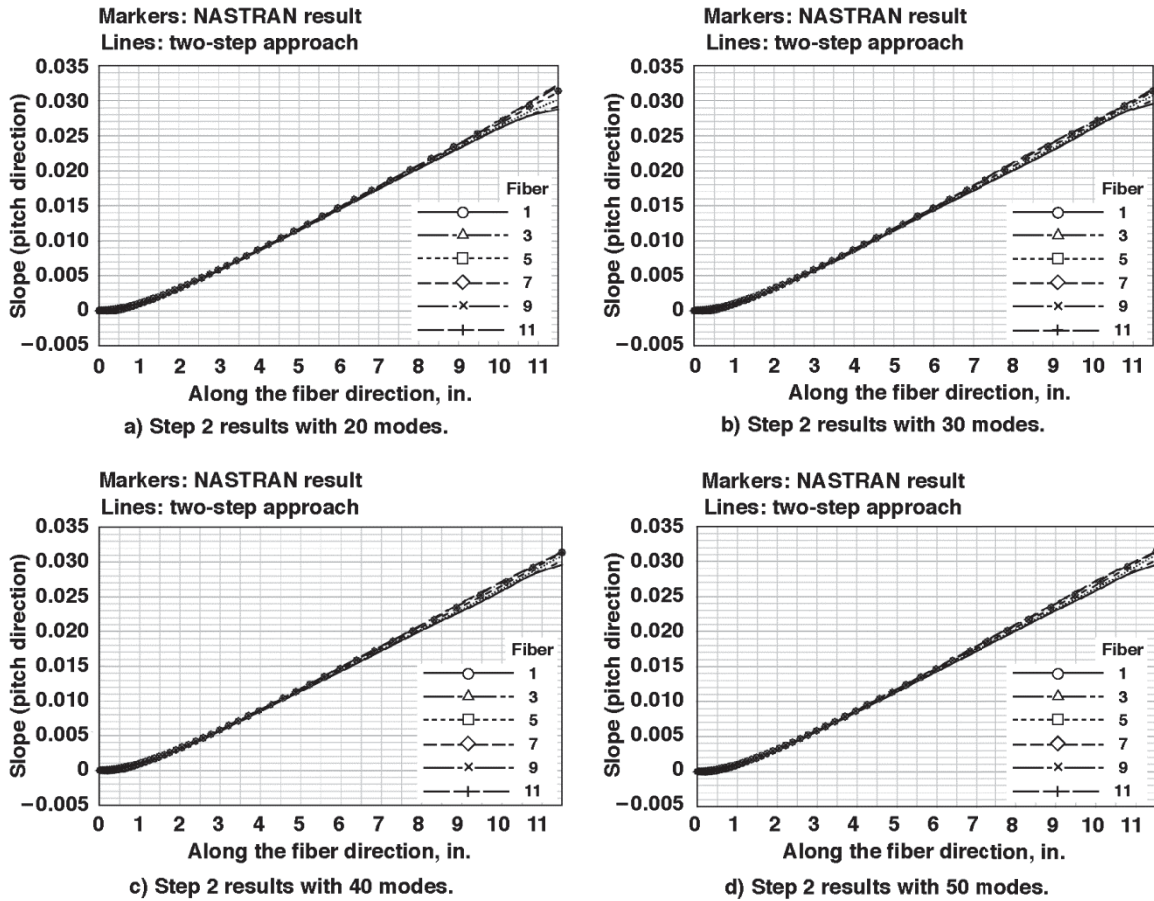 Markers: NASTRAN result
Lines: two-step approach
0.035
0.030
0.025
0.020
0.015
0.010
0.005
0
−0.005
Slope (pitch direction)
Fiber
1
3
5
7
9
11
0 1 2 3 4 5 6 7 8 9 10 11
Along the fiber direction, in.
a) Step 2 results with 20 modes.
Markers: NASTRAN result
Lines: two-step approach
0.035
0.030
0.025
0.020
0.015
0.010
0.005
0
−0.005
Slope (pitch direction)
Fiber
1
3
5
7
9
11
0 1 2 3 4 5 6 7 8 9 10 11
Along the fiber direction, in.
b) Step 2 results with 30 modes.
Markers: NASTRAN result
Lines: two-step approach
0.035
0.030
0.025
0.020
0.015
0.010
0.005
0
−0.005
Slope (pitch direction)
Fiber
1
3
5
7
9
11
0 1 2 3 4 5 6 7 8 9 10 11
Along the fiber direction, in.
c) Step 2 results with 40 modes.
Markers: NASTRAN result
Lines: two-step approach
0.035
0.030
0.025
0.020
0.015
0.010
0.005
0
−0.005
Slope (pitch direction)
Fiber
1
3
5
7
9
11
0 1 2 3 4 5 6 7 8 9 10 11
Along the fiber direction, in.
d) Step 2 results with 50 modes.